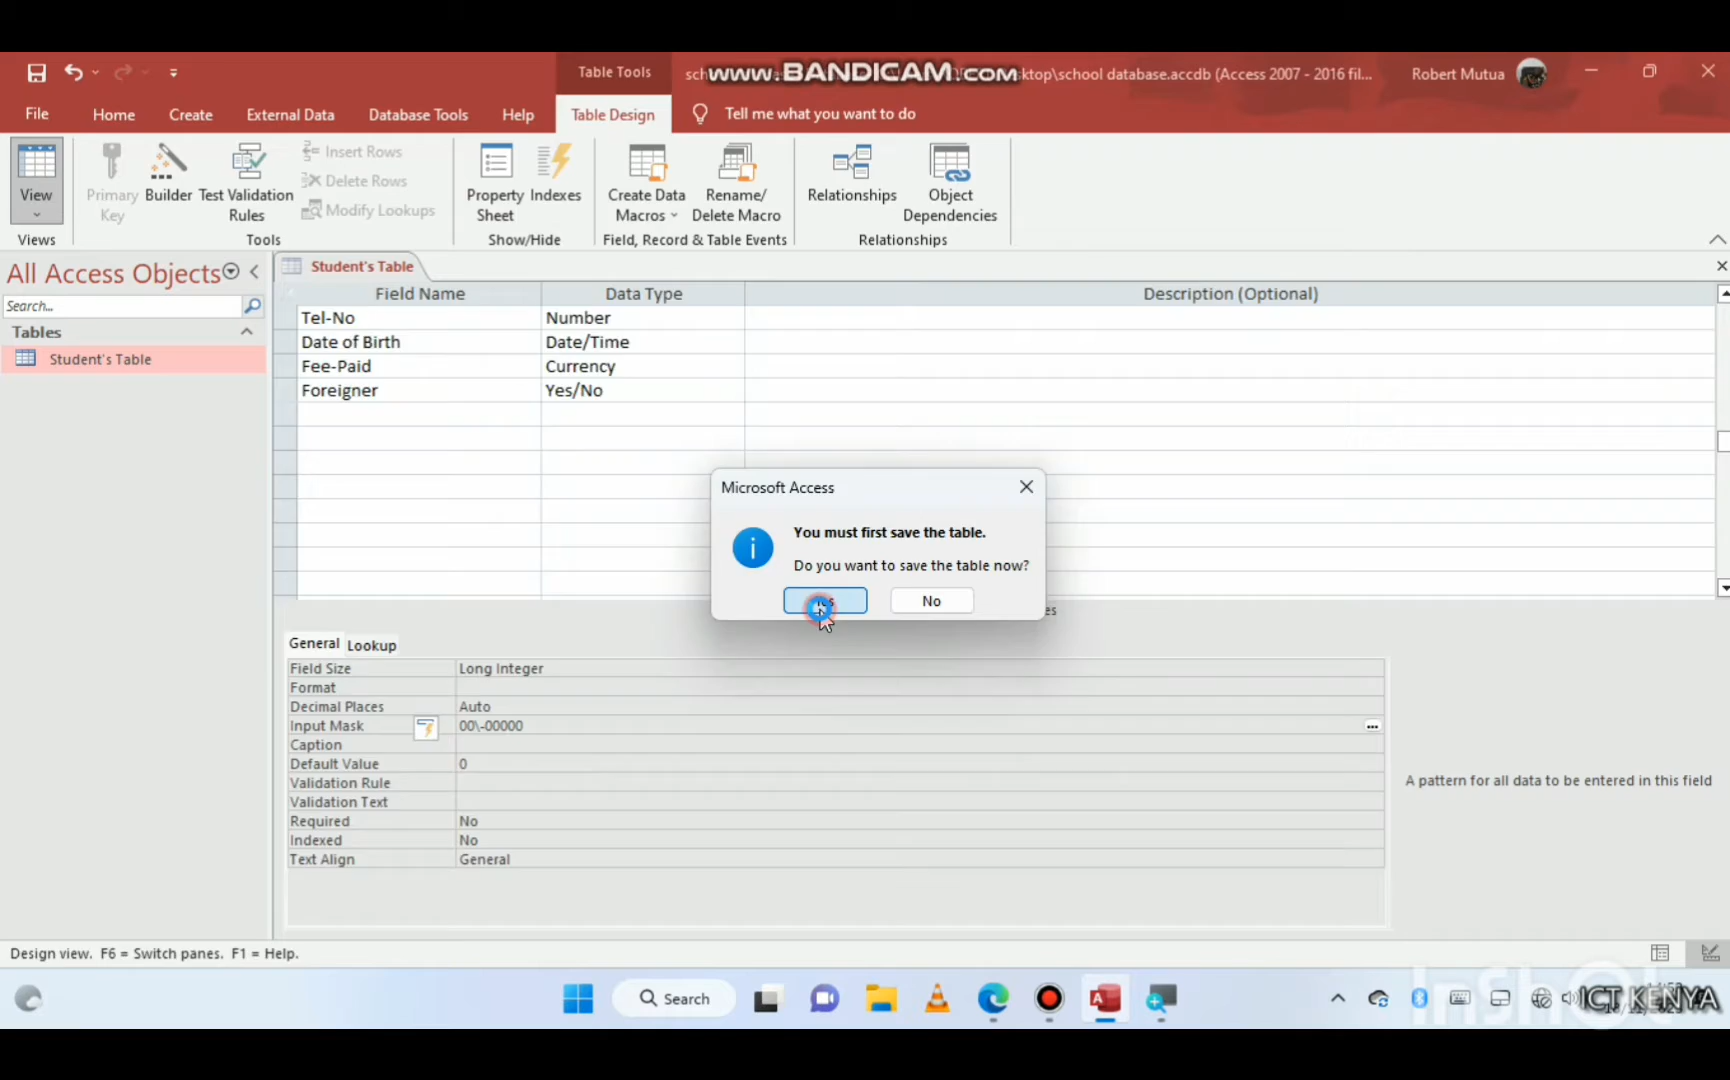 Table Tools
www.BANDICAM.com
sch
sktop\school database.accdb (Access 2007 - 2016 fil...
Robert Mutua
File
Home
Create
External Data
Database Tools
Help
Table Design
Tell me what you want to do
View
Primary Key
Builder
Test Validation Rules
Insert Rows
Delete Rows
Modify Lookups
Property Sheet
Indexes
Create Data Macros
Rename/ Delete Macro
Relationships
Object Dependencies
Views
Tools
Show/Hide
Field, Record & Table Events
Relationships
All Access Objects
Search...
Tables
Student's Table
Student's Table
Field Name Data Type Description (Optional)
Tel-No Number
Date of Birth Date/Time
Fee-Paid Currency
Foreigner Yes/No
Microsoft Access
You must first save the table.
Do you want to save the table now?
No
es
General Lookup
Field Size Long Integer
Format
Decimal Places Auto
Input Mask 00\-00000
Caption
Default Value 0
Validation Rule
Validation Text
Required No
Indexed No
Text Align General
A pattern for all data to be entered in this field
Design view. F6 = Switch panes. F1 = Help.
Search
InShOt
ICT KENYA